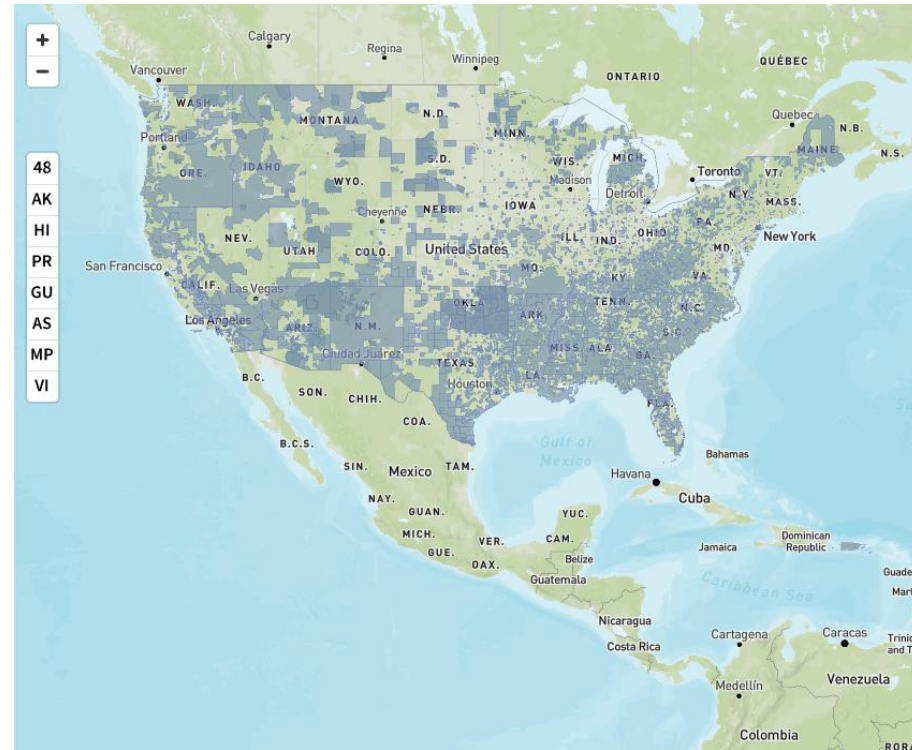 +
−
48
AK
HI
PR
GU
AS
MP
VI
Calgary
Regina
Winnipeg
Vancouver
ONTARIO
QUÉBEC
WASH.
MONTANA
N.D.
MINN.
Quebec
N.B.
Portland
MAINE
N.S.
ORE.
IDAHO
S.D.
WIS.
MICH.
Toronto
VT.
WYO.
Madison
Detroit
N.Y.
MASS.
Cheyenne
NEBR.
IOWA
PA.
NEV.
UTAH
COLO.
United States
ILL.
IND.
OHIO
MD.
New York
San Francisco
CALIF.
Las Vegas
MO.
KY.
VA.
Los Angeles
ARIZ.
N.M.
OKLA.
ARK.
TENN.
N.C.
S.C.
Ciudad Juárez
TEXAS
MISS.
ALA.
GA.
B.C.
SON.
CHIH.
Houston
LA.
FLA.
COA.
B.C.S.
Gulf of
Mexico
Bahamas
SIN.
Mexico
TAM.
Havana
Cuba
NAY.
GUAN.
YUC.
MICH.
VER.
CAM.
Jamaica
Dominican
Republic
GUE.
OAX.
Belize
Guatemala
Caribbean Sea
Guade
Mart
Nicaragua
Costa Rica
Cartagena
Caracas
Trinid
and T
Medellín
Venezuela
Colombia
RORA